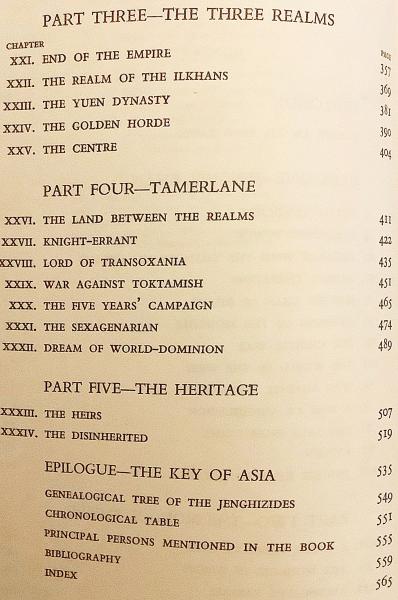 PART THREE—THE THREE REALMS
CHAPTER PAGE
XXI. END OF THE EMPIRE 357
XXII. THE REALM OF THE ILKHANS 369
XXIII. THE YUEN DYNASTY 381
XXIV. THE GOLDEN HORDE 390
XXV. THE CENTRE 404
PART FOUR—TAMERLANE
XXVI. THE LAND BETWEEN THE REALMS 411
XXVII. KNIGHT-ERRANT 422
XXVIII. LORD OF TRANSOXANIA 435
XXIX. WAR AGAINST TOKTAMISH 451
XXX. THE FIVE YEARS' CAMPAIGN 465
XXXI. THE SEXAGENARIAN 474
XXXII. DREAM OF WORLD-DOMINION 489
PART FIVE—THE HERITAGE
XXXIII. THE HEIRS 507
XXXIV. THE DISINHERITED 519
EPILOGUE—THE KEY OF ASIA 535
GENEALOGICAL TREE OF THE JENGHIZIDES 549
CHRONOLOGICAL TABLE 551
PRINCIPAL PERSONS MENTIONED IN THE BOOK 555
BIBLIOGRAPHY 559
INDEX 565